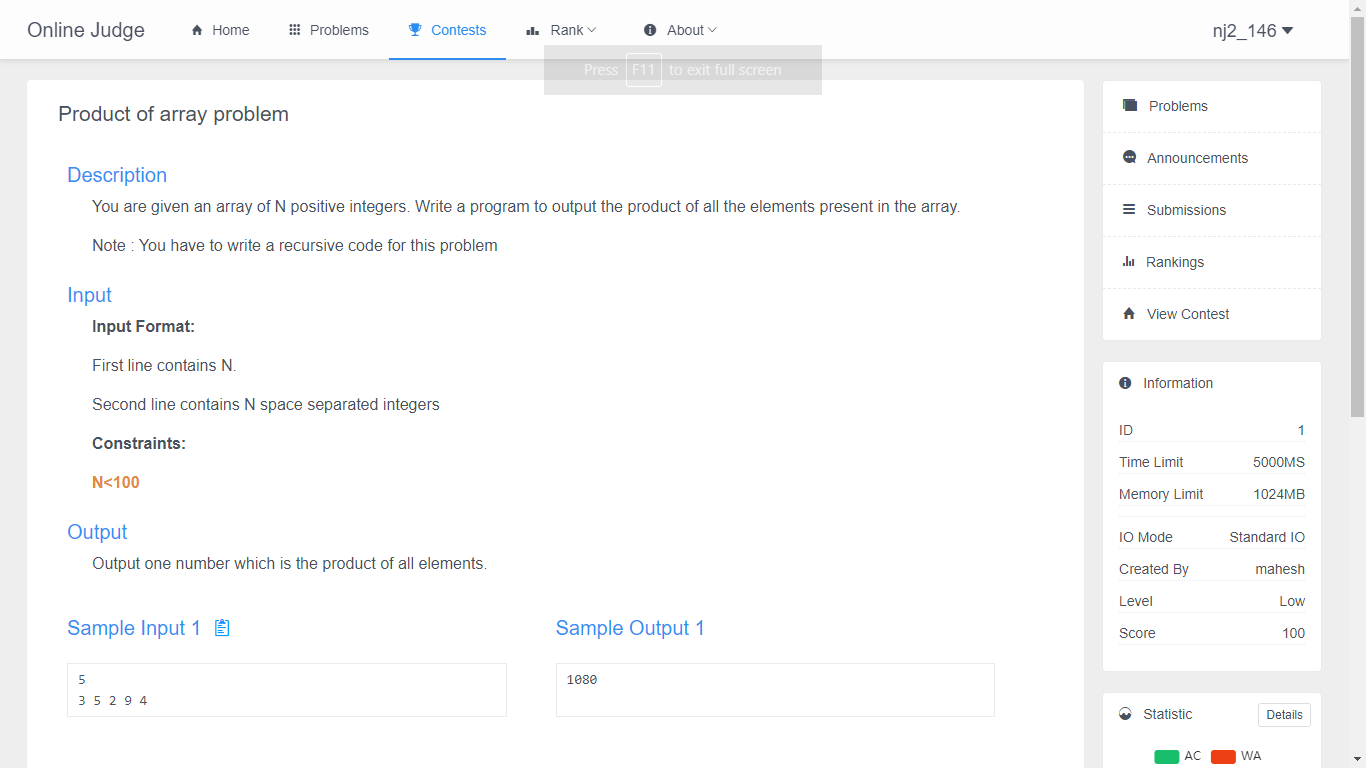 Online Judge Home Problems Contests Rank About nj2_146
Press F11 to exit full screen
Product of array problem
Description
You are given an array of N positive integers. Write a program to output the product of all the elements present in the array.
Note : You have to write a recursive code for this problem
Input
Input Format:
First line contains N.
Second line contains N space separated integers
Constraints:
N<100
Output
Output one number which is the product of all elements.
Sample Input 1
5
3 5 2 9 4
Sample Output 1
1080
Problems
Announcements
Submissions
Rankings
View Contest
Information
ID 1
Time Limit 5000MS
Memory Limit 1024MB
IO Mode Standard IO
Created By mahesh
Level Low
Score 100
Statistic Details
AC WA